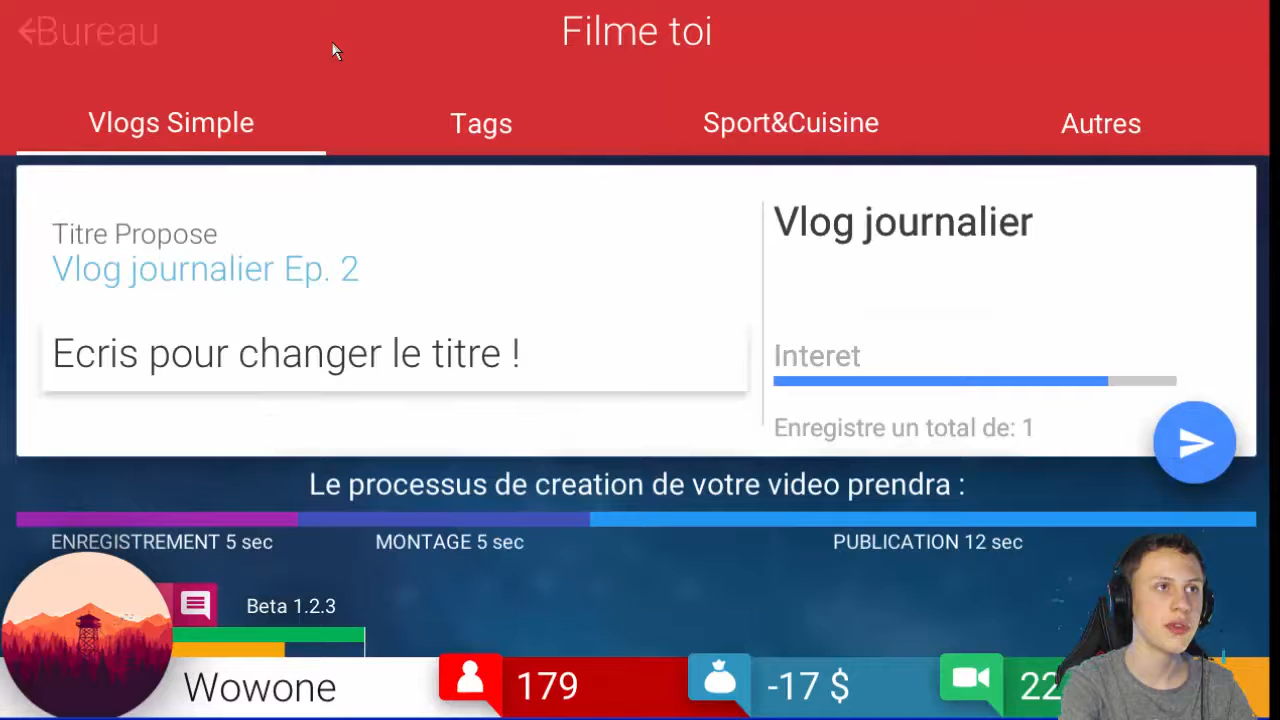 Bureau
Filme toi
Vlogs Simple
Tags
Sport&Cuisine
Autres
Titre Propose
Vlog journalier Ep. 2
Ecris pour changer le titre !
Vlog journalier
Interet
Enregistre un total de: 1
Le processus de creation de votre video prendra :
ENREGISTREMENT 5 sec
MONTAGE 5 sec
PUBLICATION 12 sec
Beta 1.2.3
Wowone
179
-17 $